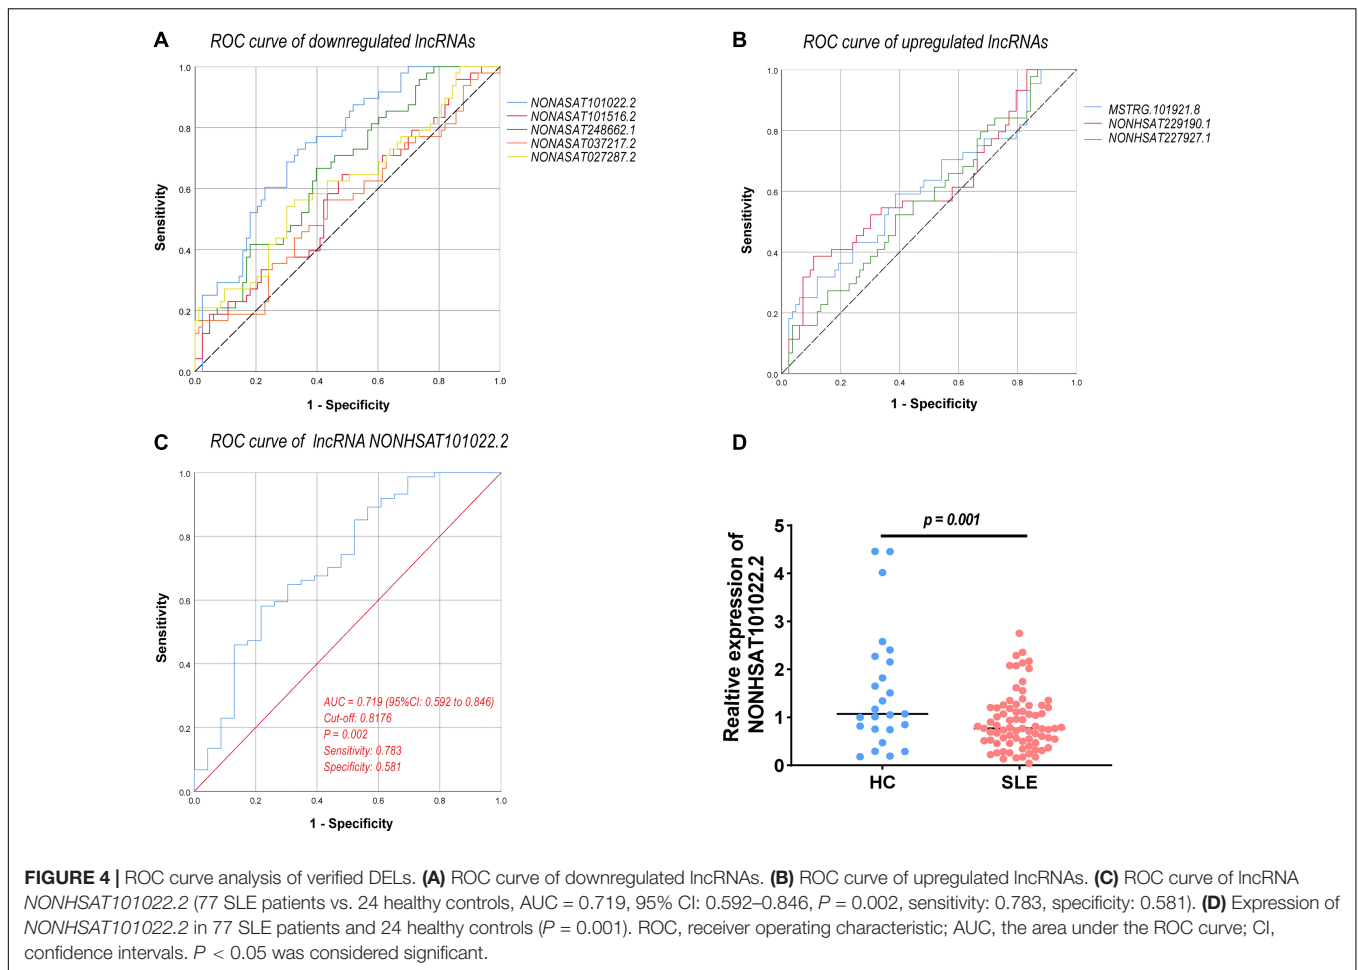 A
ROC curve of downregulated lncRNAs
1.0
0.8
0.6
0.4
0.2
0.0
0.0 0.2 0.4 0.6 0.8 1.0
Sensitivity
1 - Specificity
NONASAT101022.2
NONASAT101516.2
NONASAT248662.1
NONASAT037217.2
NONASAT027287.2
B
ROC curve of upregulated lncRNAs
1.0
0.8
0.6
0.4
0.2
0.0
0.0 0.2 0.4 0.6 0.8 1.0
Sensitivity
1 - Specificity
MSTRG.101921.8
NONHSAT229190.1
NONHSAT227927.1
C
ROC curve of lncRNA NONHSAT101022.2
1.0
0.8
0.6
0.4
0.2
0.0
0.0 0.2 0.4 0.6 0.8 1.0
Sensitivity
1 - Specificity
AUC = 0.719 (95%CI: 0.592 to 0.846)
Cut-off: 0.8176
P = 0.002
Sensitivity: 0.783
Specificity: 0.581
D
p = 0.001
Realtive expression of
NONHSAT101022.2
5
4
3
2
1
0
HC SLE
FIGURE 4 | ROC curve analysis of verified DELs. (A) ROC curve of downregulated lncRNAs. (B) ROC curve of upregulated lncRNAs. (C) ROC curve of lncRNA
NONHSAT101022.2 (77 SLE patients vs. 24 healthy controls, AUC = 0.719, 95% CI: 0.592–0.846, P = 0.002, sensitivity: 0.783, specificity: 0.581). (D) Expression of
NONHSAT101022.2 in 77 SLE patients and 24 healthy controls (P = 0.001). ROC, receiver operating characteristic; AUC, the area under the ROC curve; CI,
confidence intervals. P < 0.05 was considered significant.